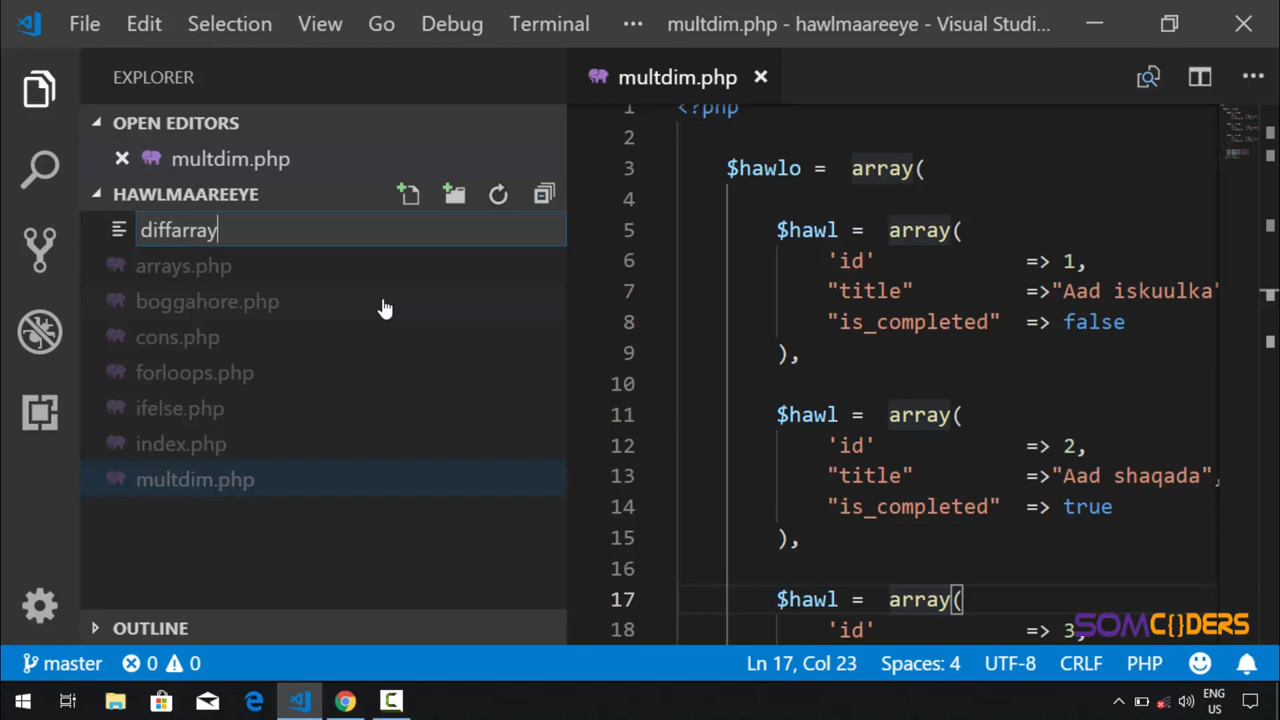 File Edit Selection View Go Debug Terminal ··· multdim.php - hawlmaareeye - Visual Studi...
EXPLORER
OPEN EDITORS
multdim.php
HAWLMAAREEYE
diffarray
arrays.php
boggahore.php
cons.php
forloops.php
ifelse.php
index.php
multdim.php
OUTLINE
multdim.php
1 <?php
2
3 $hawlo = array(
4
5 $hawl = array(
6 'id' => 1,
7 "title" =>"Aad iskuulka"
8 "is_completed" => false
9 ),
10
11 $hawl = array(
12 'id' => 2,
13 "title" =>"Aad shaqada",
14 "is_completed" => true
15 ),
16
17 $hawl = array(
18 'id' => 3,
SOMC{}DERS
master 0 0 Ln 17, Col 23 Spaces: 4 UTF-8 CRLF PHP
ENG
US